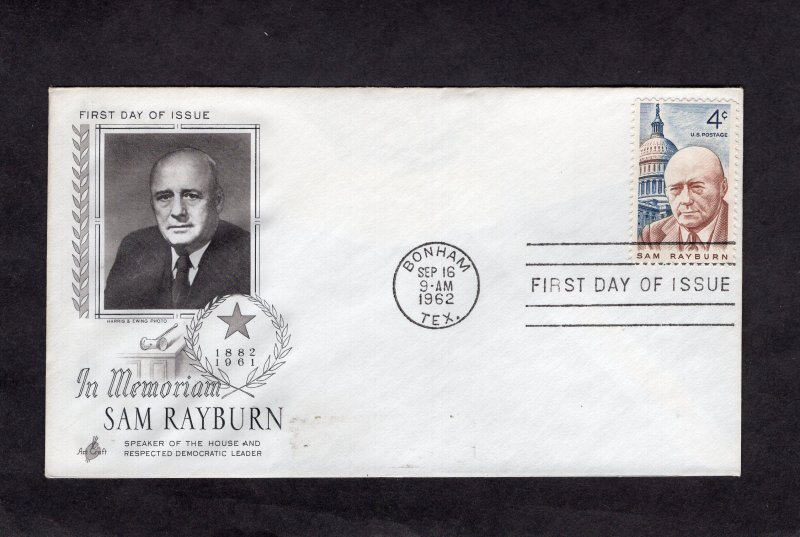 FIRST DAY OF ISSUE
HARRIS & EWING PHOTO
1882
1961
In Memoriam
SAM RAYBURN
SPEAKER OF THE HOUSE AND
RESPECTED DEMOCRATIC LEADER
Art Craft
BONHAM
SEP 16
9-AM
1962
TEX.
4¢
U.S. POSTAGE
SAM RAYBURN
FIRST DAY OF ISSUE